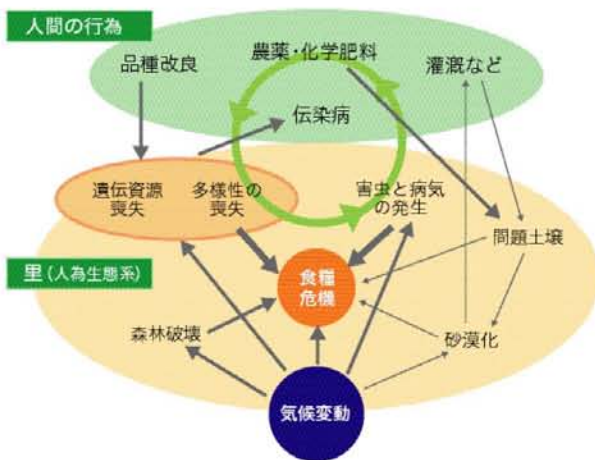 人間の行為
品種改良
農薬・化学肥料
灌漑など
伝染病
遺伝資源
喪失
多様性の
喪失
害虫と病気
の発生
問題土壌
里(人為生態系)
食糧
危機
森林破壊
砂漠化
気候変動